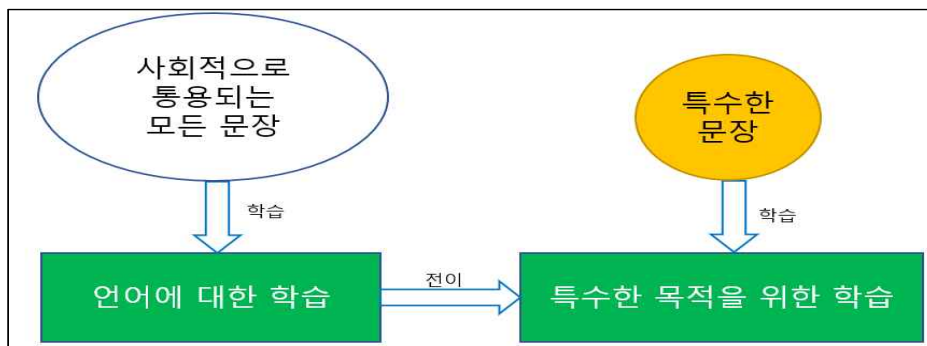 사회적으로
통용되는
모든 문장
특수한
문장
학습
학습
언어에 대한 학습
전이
특수한 목적을 위한 학습